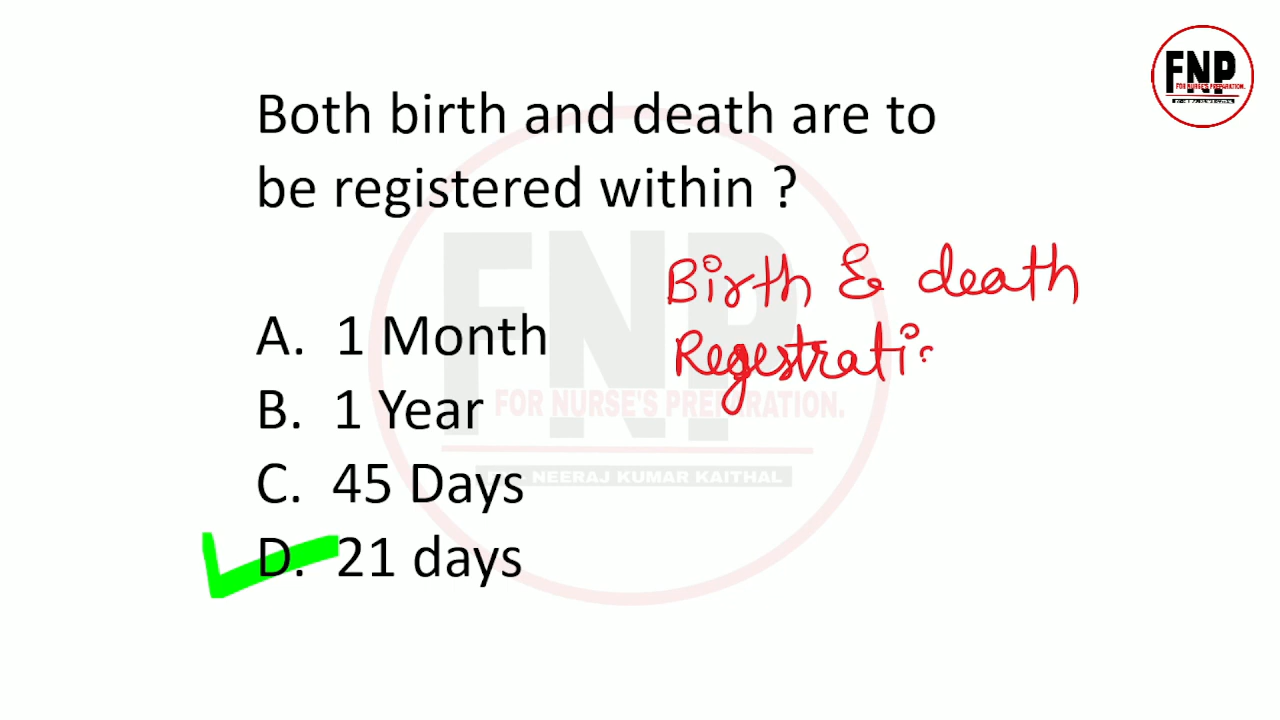 FNP
FOR NURSE'S PREPARATION.
Both birth and death are to
be registered within ?
Birth & death
Regestrati
A. 1 Month
B. 1 Year
C. 45 Days
D. 21 days
FNP
FOR NURSE'S PREPARATION.
NEERAJ KUMAR KAITHAL